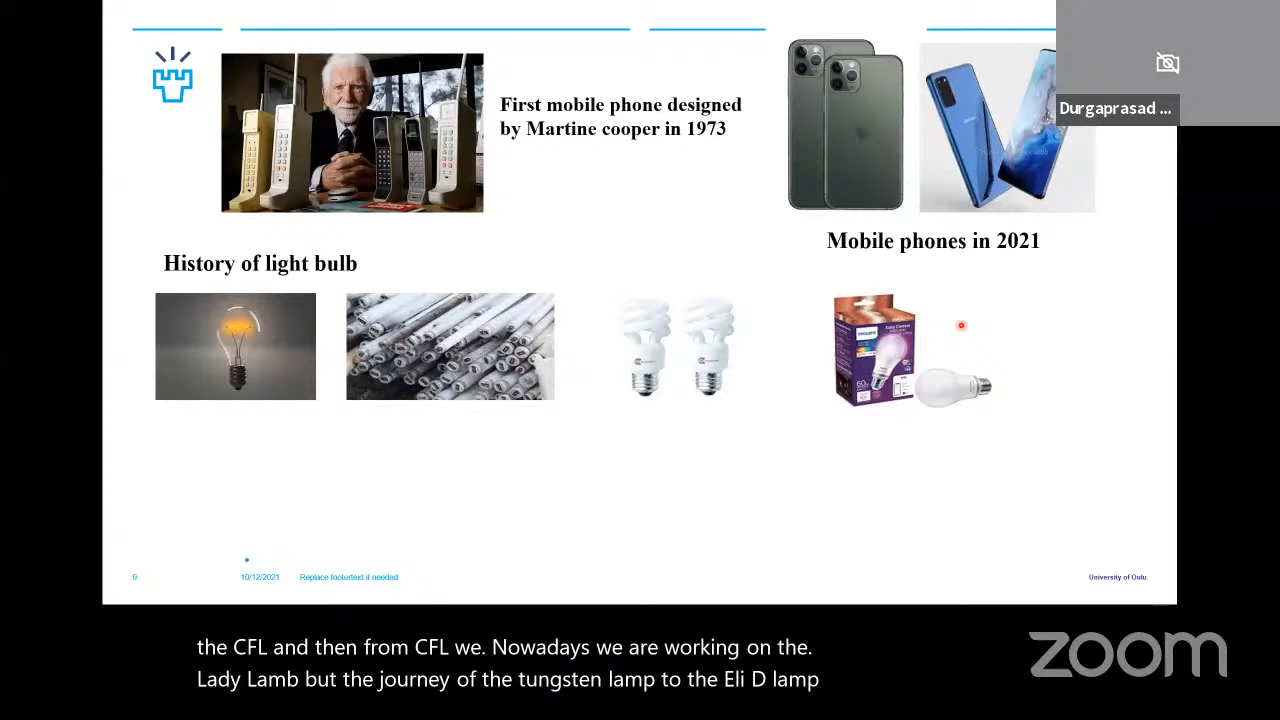 First mobile phone designed
by Martine cooper in 1973
Durgaprasad ...
Mobile phones in 2021
History of light bulb
PHILIPS
60
9
10/12/2021
Replace footertext if needed
University of Oulu
the CFL and then from CFL we. Nowadays we are working on the.
Lady Lamb but the journey of the tungsten lamp to the Eli D lamp
zoom